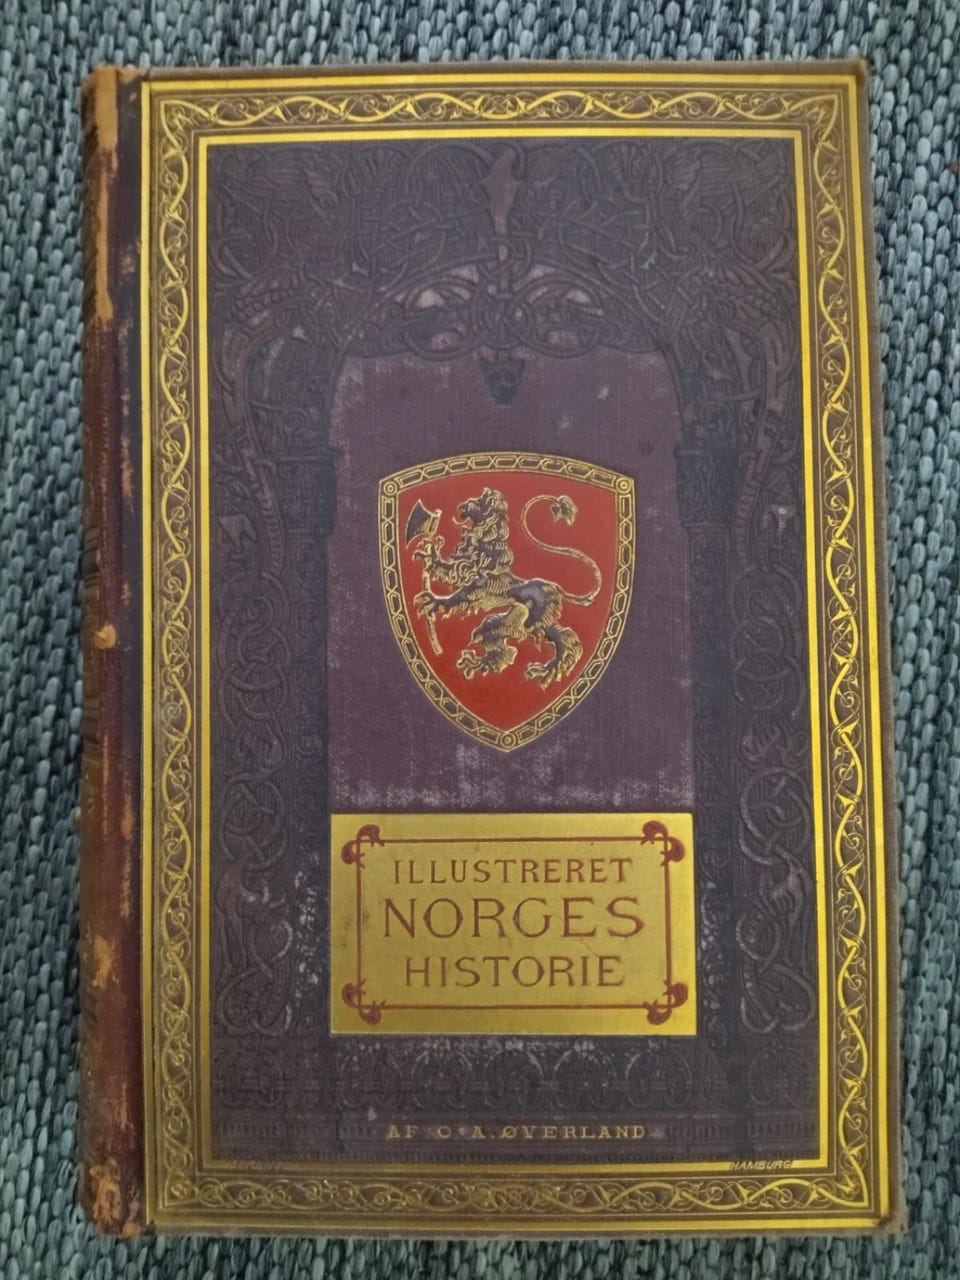 ILLUSTRERET
NORGES
HISTORIE
AF O. A. ØVERLAND
HAMBURG